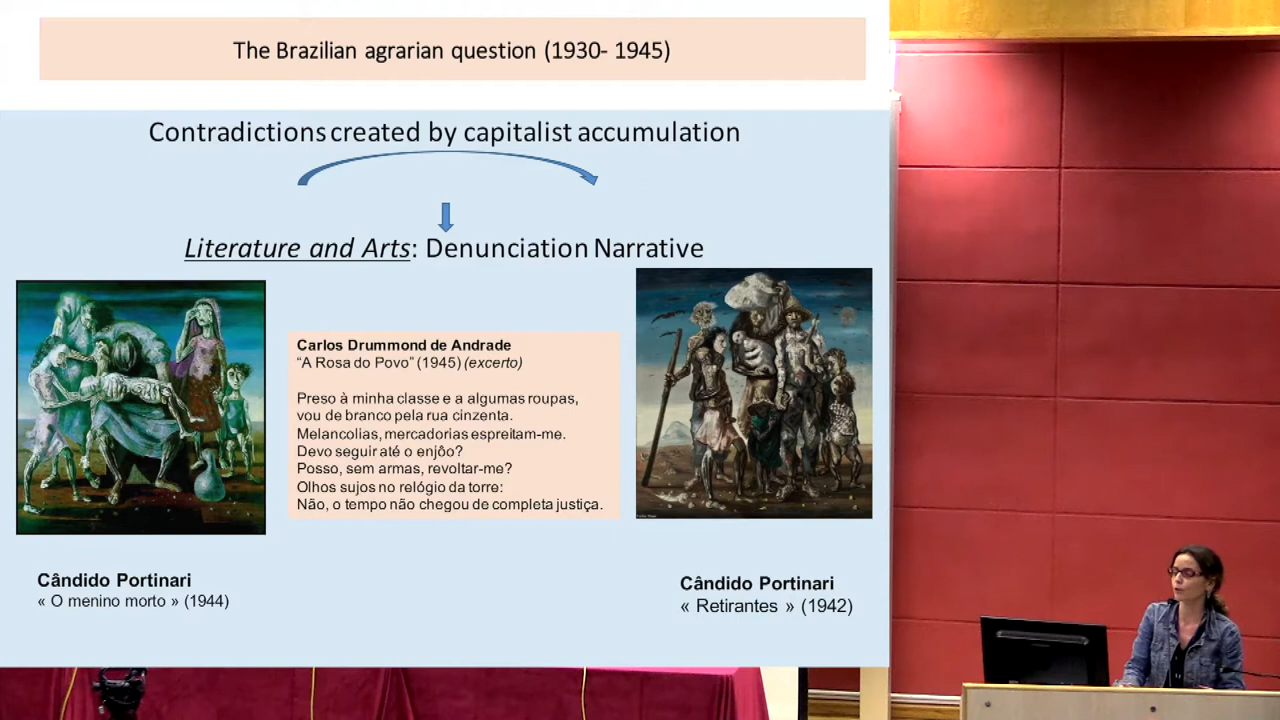 The Brazilian agrarian question (1930- 1945)
Contradictions created by capitalist accumulation
Literature and Arts: Denunciation Narrative
Carlos Drummond de Andrade
“A Rosa do Povo” (1945) (excerto)
Preso à minha classe e a algumas roupas,
vou de branco pela rua cinzenta.
Melancolias, mercadorias espreitam-me.
Devo seguir até o enjôo?
Posso, sem armas, revoltar-me?
Olhos sujos no relógio da torre:
Não, o tempo não chegou de completa justiça.
Cândido Portinari
« O menino morto » (1944)
Cândido Portinari
« Retirantes » (1942)